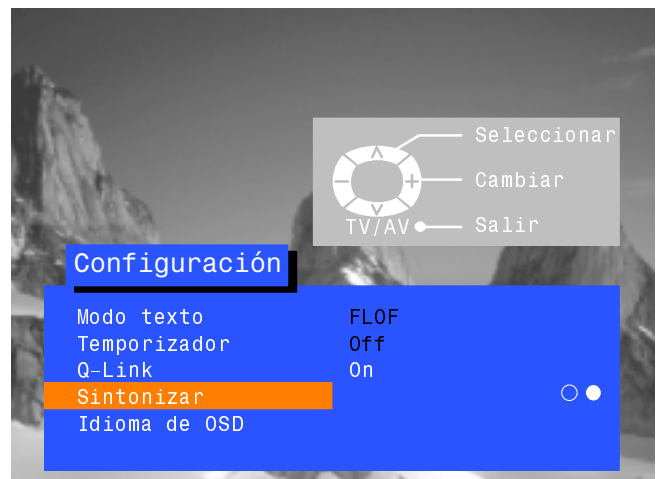 Seleccionar
Cambiar
TV/AV Salir
Configuración
Modo texto FLOF
Temporizador Off
Q-Link On
Sintonizar
Idioma de OSD